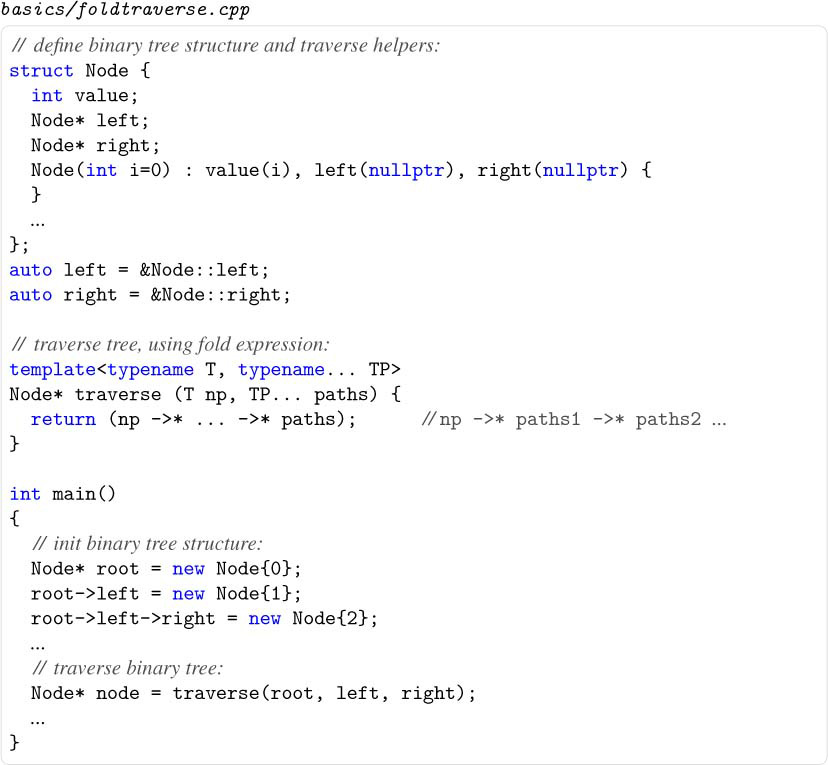 basics/foldtraverse.cpp
// define binary tree structure and traverse helpers:
struct Node {
  int value;
  Node* left;
  Node* right;
  Node(int i=0) : value(i), left(nullptr), right(nullptr) {
  }
  ...
};
auto left = &Node::left;
auto right = &Node::right;

// traverse tree, using fold expression:
template<typename T, typename... TP>
Node* traverse (T np, TP... paths) {
  return (np ->* ... ->* paths);      // np ->* paths1 ->* paths2 ...
}

int main()
{
  // init binary tree structure:
  Node* root = new Node{0};
  root->left = new Node{1};
  root->left->right = new Node{2};
  ...
  // traverse binary tree:
  Node* node = traverse(root, left, right);
  ...
}